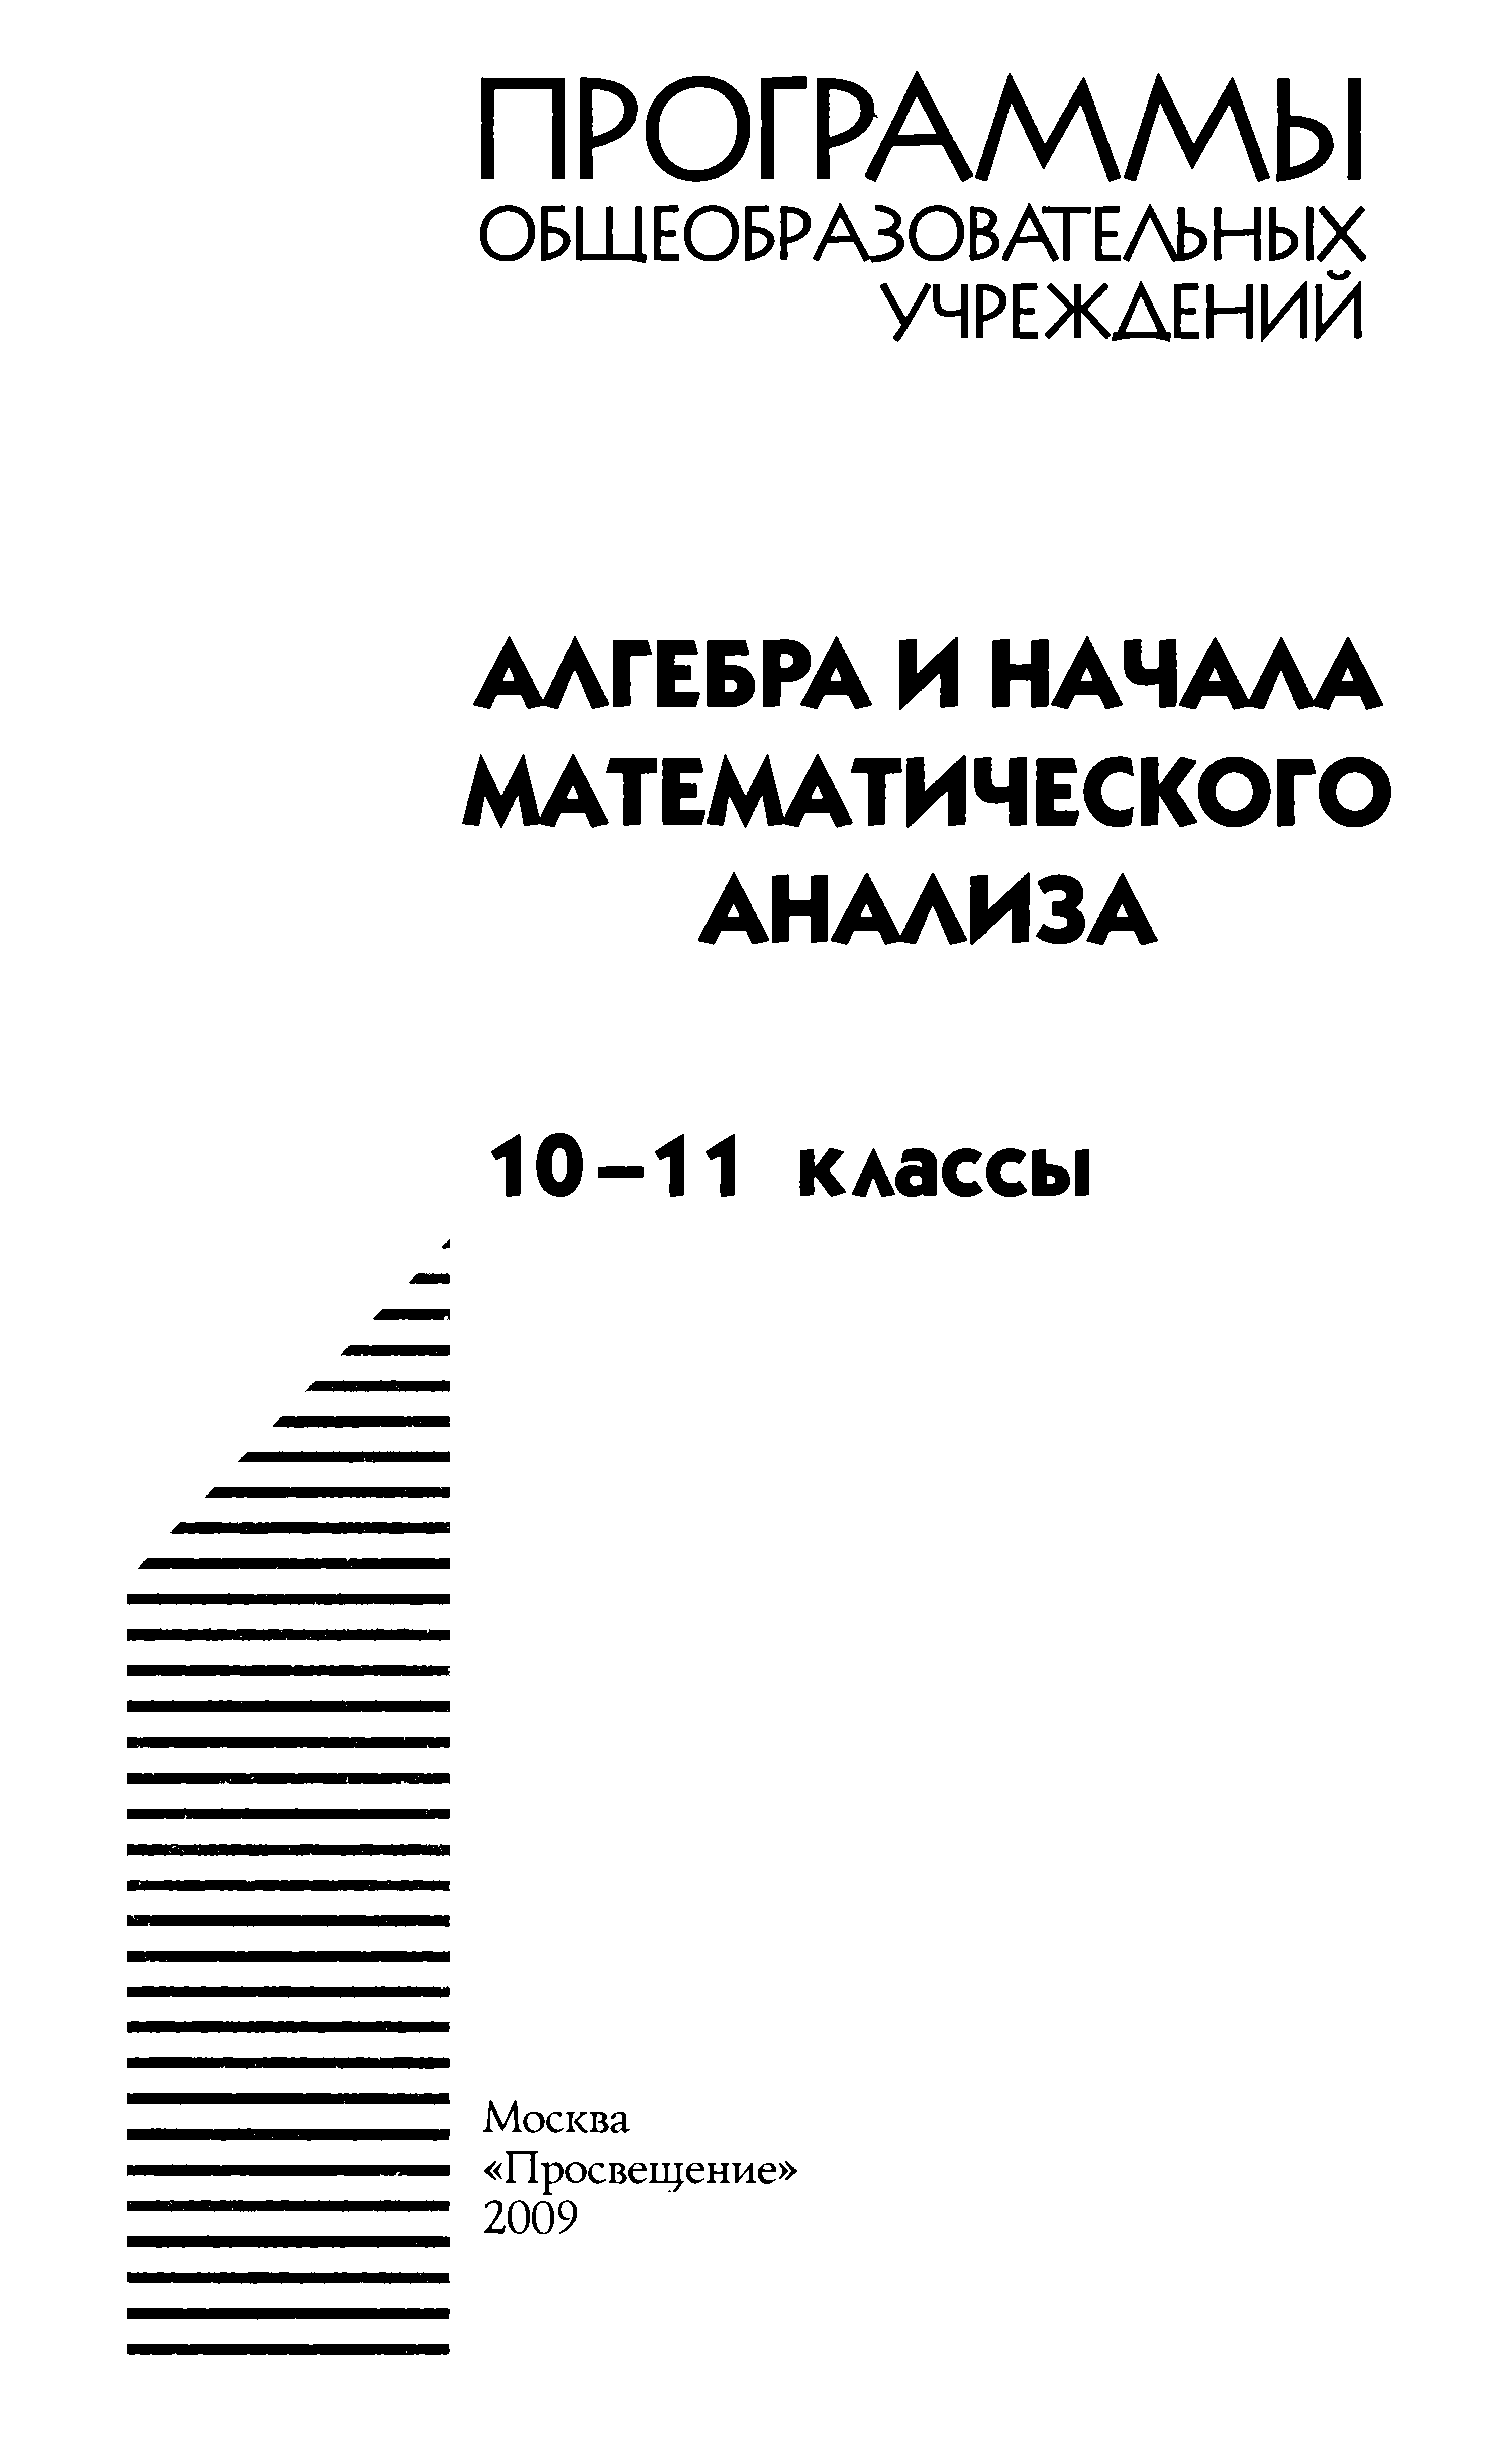 ПРОГРАММЫ
ОБЩЕОБРАЗОВАТЕЛЬНЫХ
УЧРЕЖДЕНИЙ
АЛГЕБРА И НАЧАЛА
МАТЕМАТИЧЕСКОГО
АНАЛИЗА
10–11 классы
Москва
«Просвещение»
2009